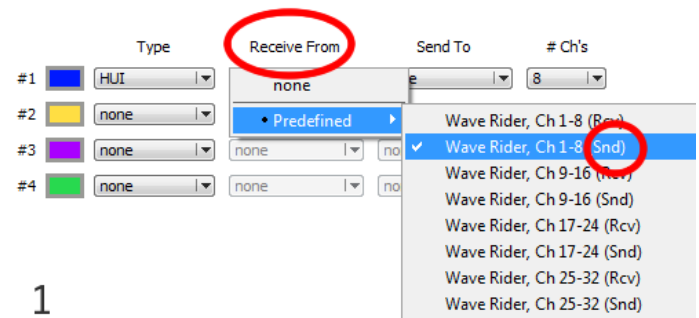 Type Receive From Send To # Ch's
#1 HUI none e 8
#2 none • Predefined Wave Rider, Ch 1-8 (Rcv)
#3 none none no ✓ Wave Rider, Ch 1-8 (Snd)
Wave Rider, Ch 9-16 (Rcv)
#4 none none no Wave Rider, Ch 9-16 (Snd)
Wave Rider, Ch 17-24 (Rcv)
Wave Rider, Ch 17-24 (Snd)
Wave Rider, Ch 25-32 (Rcv)
1 Wave Rider, Ch 25-32 (Snd)